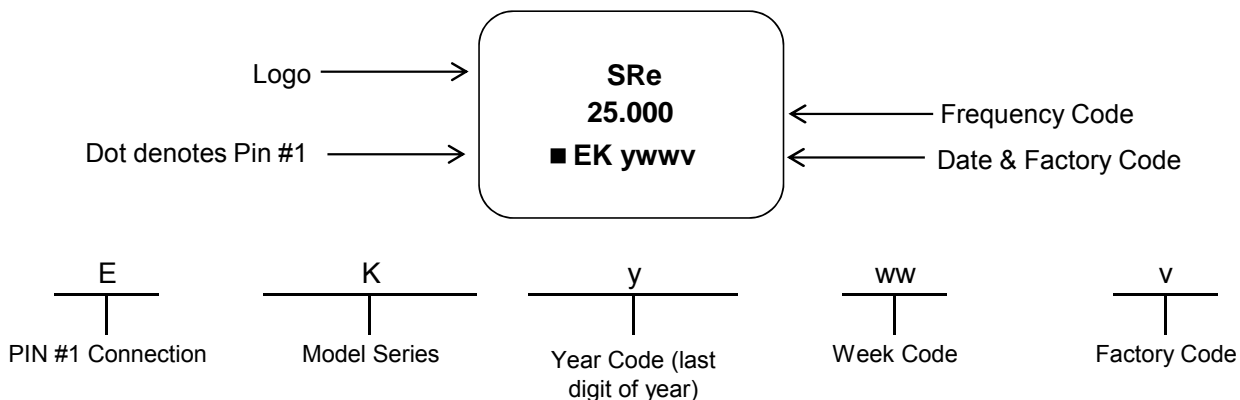 Logo
SRe
25.000
Frequency Code
Dot denotes Pin #1
■ EK ywwv
Date & Factory Code
E K y ww v
PIN #1 Connection
Model Series
Year Code (last
digit of year)
Week Code
Factory Code